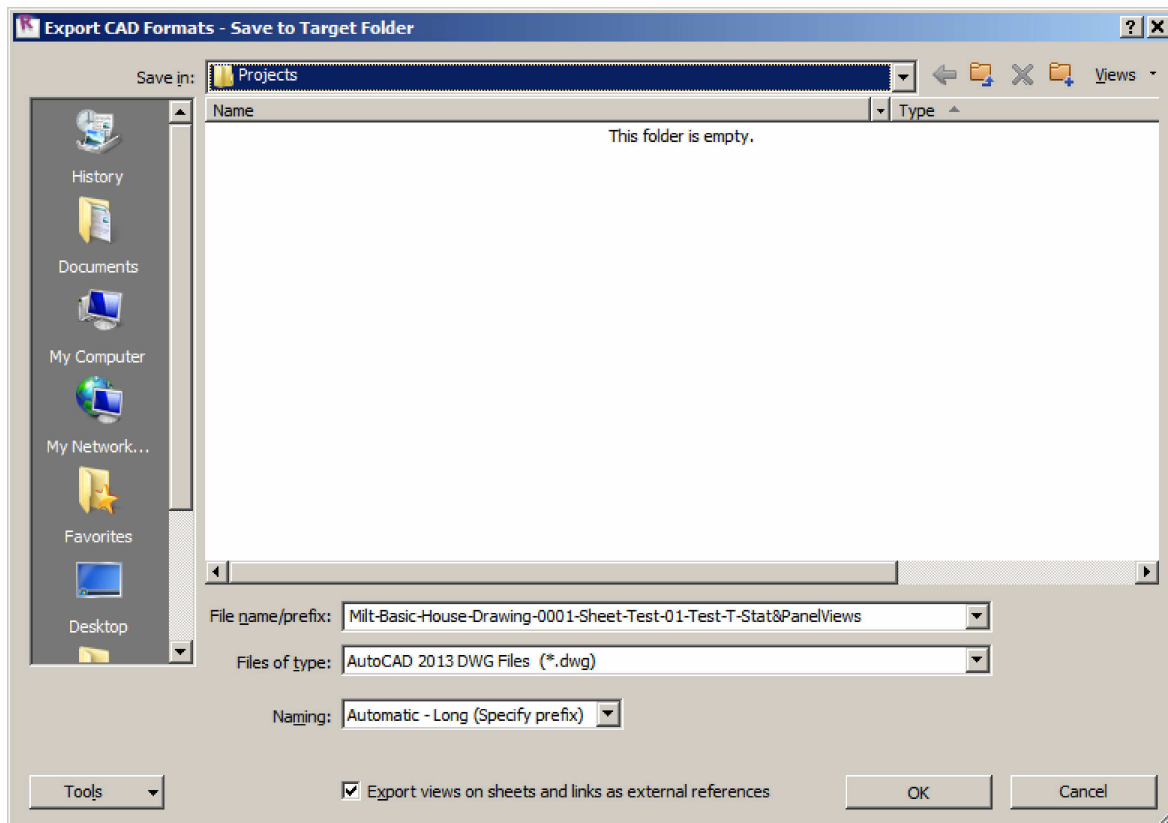 Export CAD Formats - Save to Target Folder
Save in: Projects Views
Name Type
This folder is empty.
History
Documents
My Computer
My Network...
Favorites
Desktop
File name/prefix: Milt-Basic-House-Drawing-0001-Sheet-Test-01-Test-T-Stat&PanelViews
Files of type: AutoCAD 2013 DWG Files (*.dwg)
Naming: Automatic - Long (Specify prefix)
Tools Export views on sheets and links as external references OK Cancel